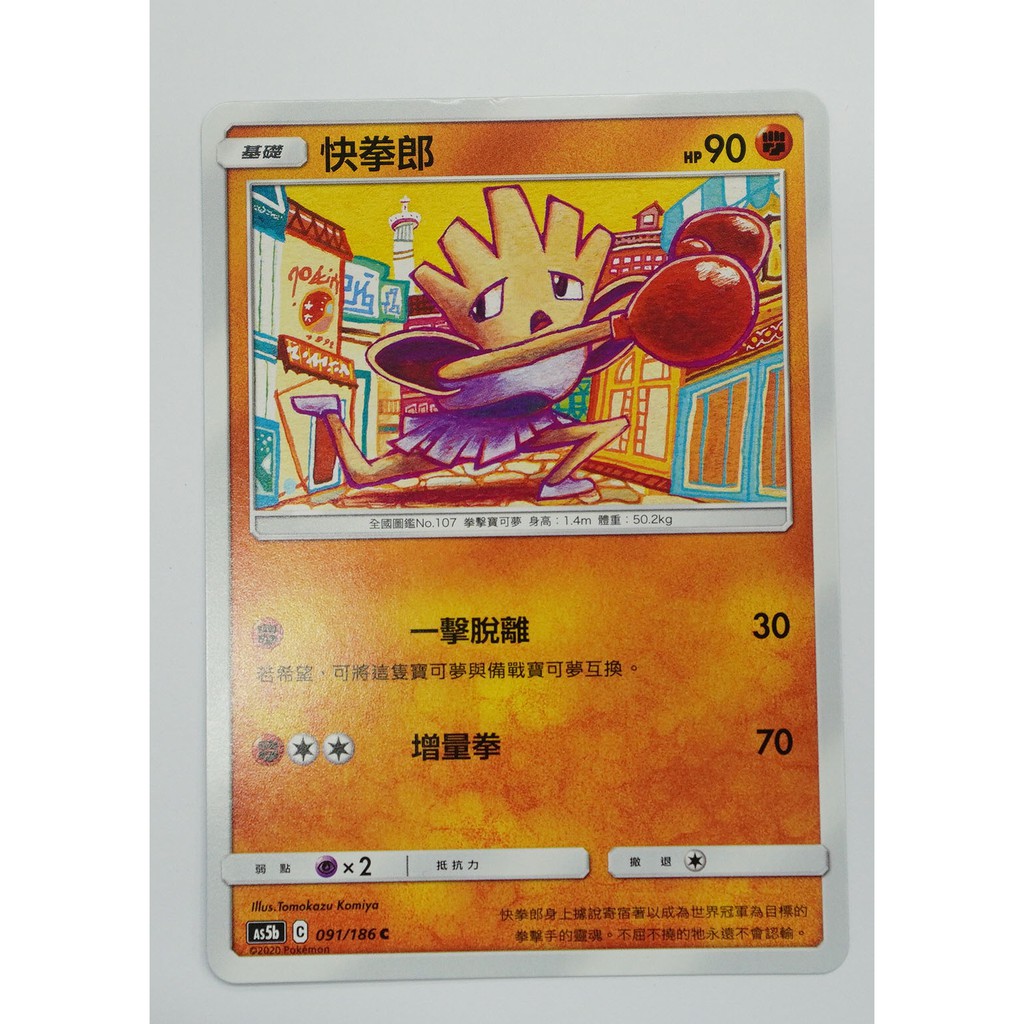 基礎 快拳郎 HP 90
全國圖鑑No.107 拳擊寶可夢 身高：1.4m 體重：50.2kg
一擊脫離 30
若希望，可將這隻寶可夢與備戰寶可夢互換。
增量拳 70
弱點 ×2 抵抗力 撤退
Illus.Tomokazu Komiya
快拳郎身上據說寄宿著以成為世界冠軍為目標的
拳擊手的靈魂。不屈不撓的牠永遠不會認輸。
AS5b C 091/186 C
©2020 Pokémon